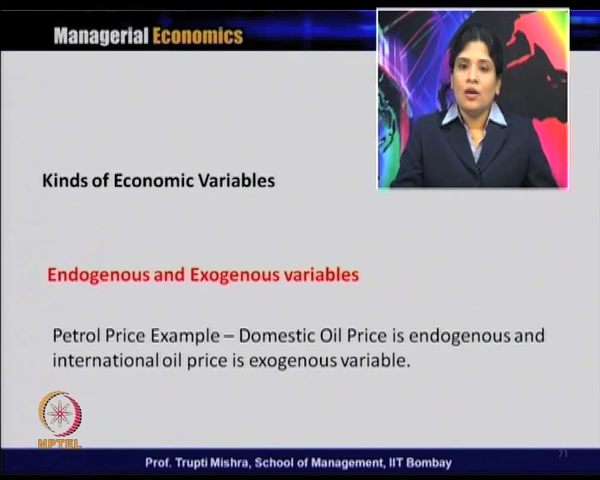 Managerial Economics
Kinds of Economic Variables
Endogenous and Exogenous variables
Petrol Price Example – Domestic Oil Price is endogenous and
international oil price is exogenous variable.
NPTEL
21
Prof. Trupti Mishra, School of Management, IIT Bombay